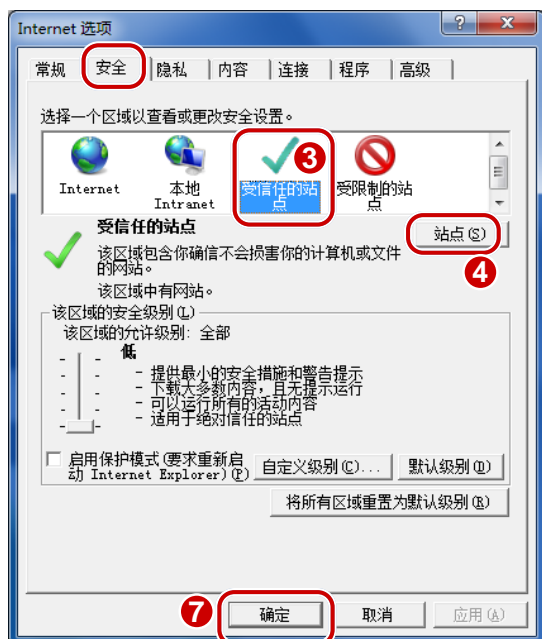 Internet 选项
?
X
常规 安全 隐私 内容 连接 程序 高级
选择一个区域以查看或更改安全设置。
3
Internet 本地 Intranet 受信任的站点 受限制的站点
受信任的站点
站点(S)
4
该区域包含你确信不会损害你的计算机或文件
的网站。
该区域中有网站。
该区域的安全级别(L)
该区域的允许级别: 全部
低
- 提供最小的安全措施和警告提示
- 下载大多数内容，且无提示运行
- 可以运行所有的活动内容
- 适用于绝对信任的站点
启用保护模式(要求重新启
动 Internet Explorer)(P)
自定义级别(C)... 默认级别(D)
将所有区域重置为默认级别(R)
7
确定 取消 应用(A)